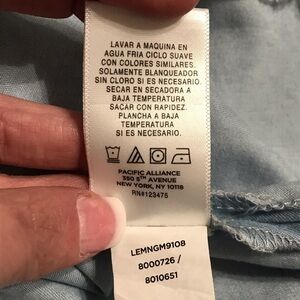 LAVAR A MAQUINA EN
AGUA FRIA CICLO SUAVE
CON COLORES SIMILARES.
SOLAMENTE BLANQUEADOR
SIN CLORO SI ES NECESARIO.
SECAR EN SECADORA A
BAJA TEMPERATURA
SACAR CON RAPIDEZ.
PLANCHA A BAJA
TEMPERATURA
SI ES NECESARIO.
PACIFIC ALLIANCE
350 5TH AVENUE
NEW YORK, NY 10118
RN#123475
LEMNGM9108
8000726 /
8010651